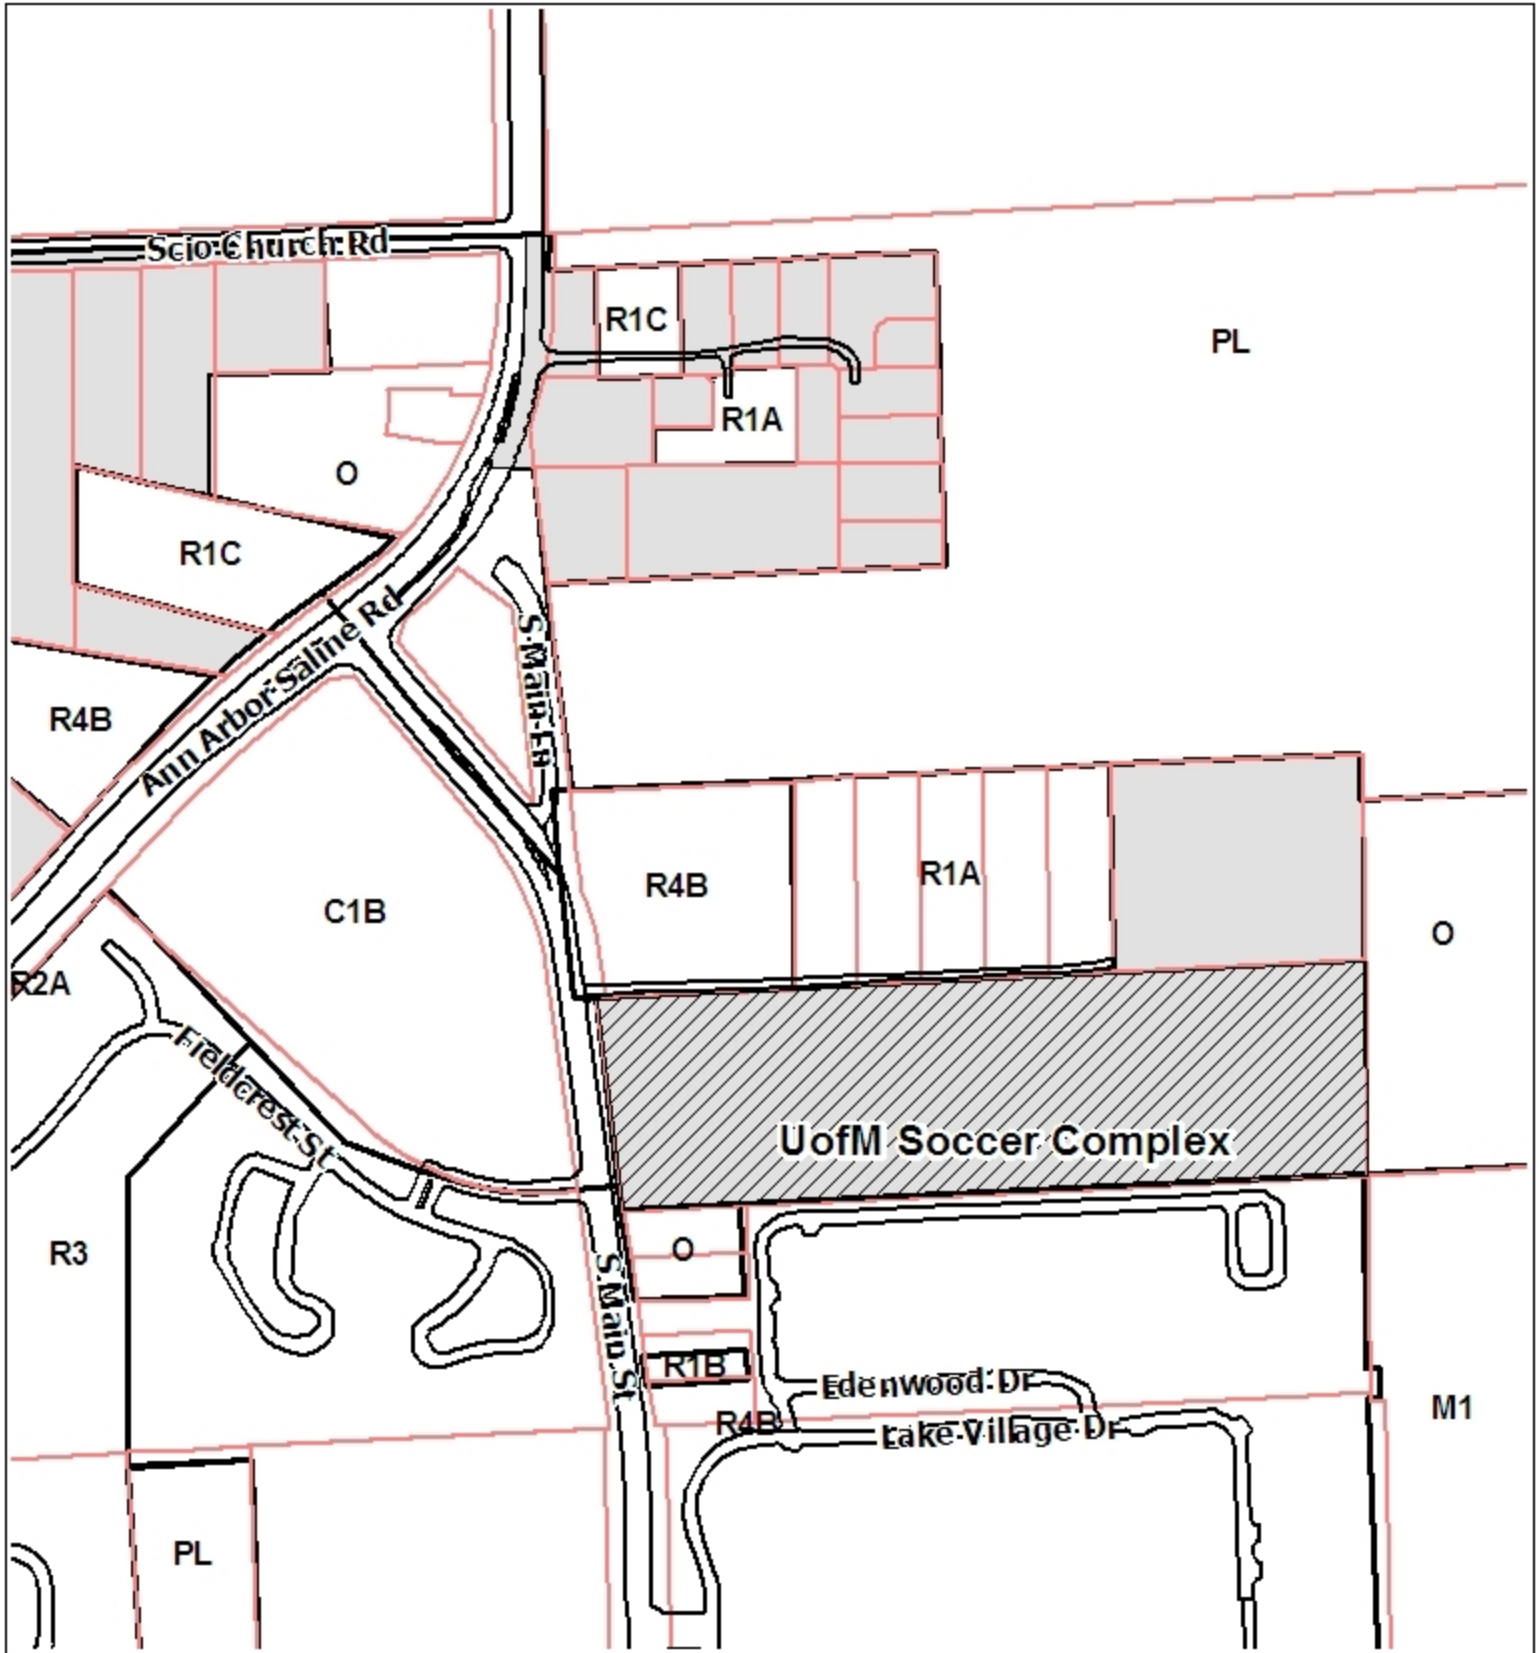 Scio Church Rd
R1C
PL
R1A
O
R1C
Ann Arbor Saline Rd
S Main Ln
R4B
R4B
R1A
C1B
O
R2A
Fieldcrest St
UofM Soccer Complex
R3
O
S Main St
R1B
Edenwood Dr
R4B
Lake Village Dr
M1
PL